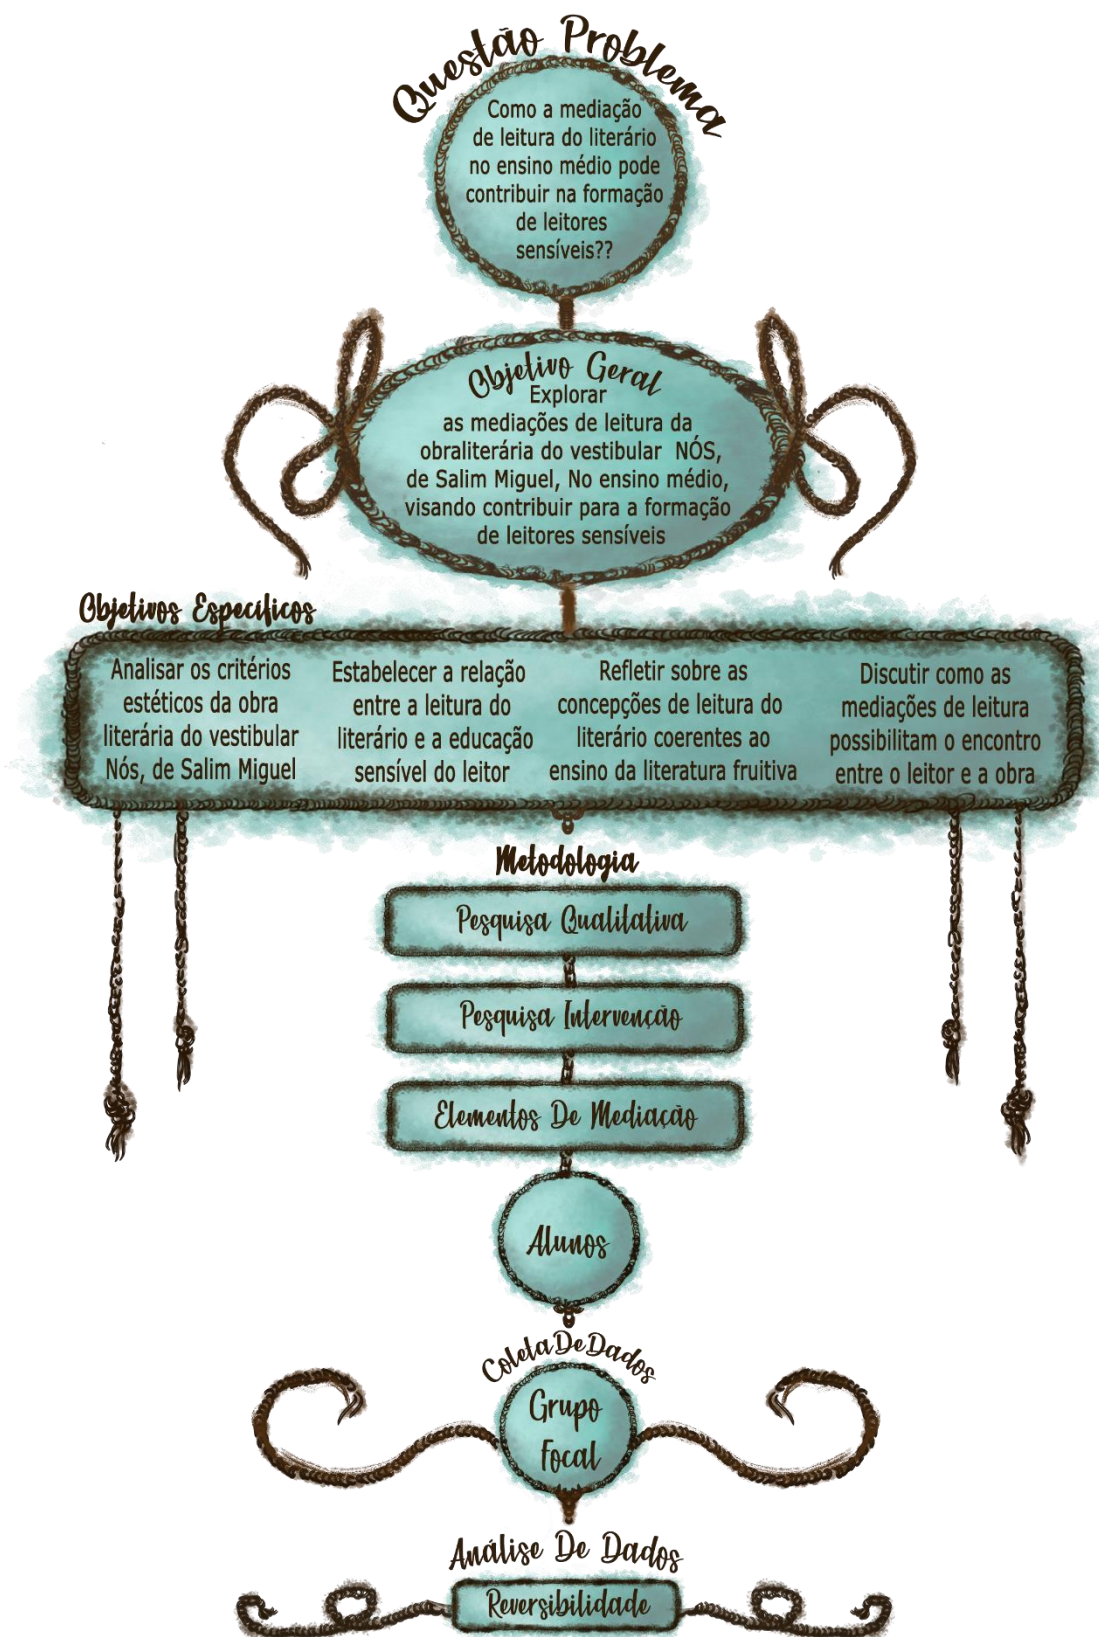 Questão Problema
Como a mediação
de leitura do literário
no ensino médio pode
contribuir na formação
de leitores
sensíveis??
Objetivo Geral
Explorar
as mediações de leitura da
obraliterária do vestibular NÓS,
de Salim Miguel, No ensino médio,
visando contribuir para a formação
de leitores sensíveis
Objetivos Específicos
Analisar os critérios
estéticos da obra
literária do vestibular
Nós, de Salim Miguel
Estabelecer a relação
entre a leitura do
literário e a educação
sensível do leitor
Refletir sobre as
concepções de leitura do
literário coerentes ao
ensino da literatura fruitiva
Discutir como as
mediações de leitura
possibilitam o encontro
entre o leitor e a obra
Metodologia
Pesquisa Qualitativa
Pesquisa Intervenção
Elementos De Mediação
Alunos
Coleta De Dados
Grupo
Focal
Análise De Dados
Reversibilidade